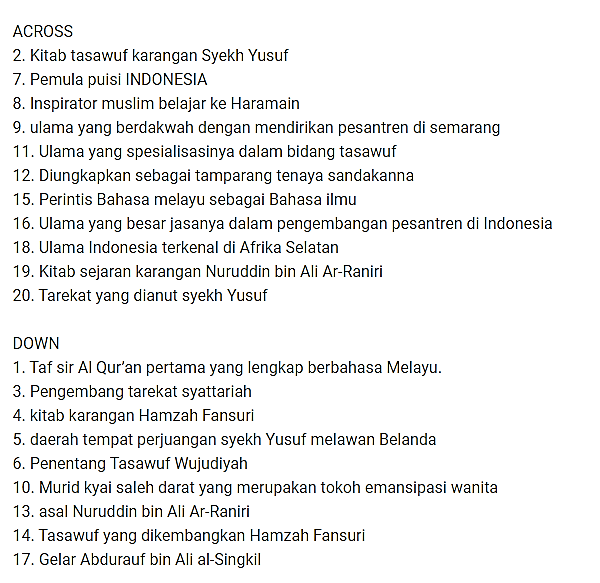 ACROSS
2. Kitab tasawuf karangan Syekh Yusuf
7. Pemula puisi INDONESIA
8. Inspirator muslim belajar ke Haramain
9. ulama yang berdakwah dengan mendirikan pesantren di semarang
11. Ulama yang spesialisasinya dalam bidang tasawuf
12. Diungkapkan sebagai tamparang tenaya sandakanna
15. Perintis Bahasa melayu sebagai Bahasa ilmu
16. Ulama yang besar jasanya dalam pengembangan pesantren di Indonesia
18. Ulama Indonesia terkenal di Afrika Selatan
19. Kitab sejaran karangan Nuruddin bin Ali Ar-Raniri
20. Tarekat yang dianut syekh Yusuf
DOWN
1. Taf sir Al Qur’an pertama yang lengkap berbahasa Melayu.
3. Pengembang tarekat syattariah
4. kitab karangan Hamzah Fansuri
5. daerah tempat perjuangan syekh Yusuf melawan Belanda
6. Penentang Tasawuf Wujudiyah
10. Murid kyai saleh darat yang merupakan tokoh emansipasi wanita
13. asal Nuruddin bin Ali Ar-Raniri
14. Tasawuf yang dikembangkan Hamzah Fansuri
17. Gelar Abdurauf bin Ali al-Singkil